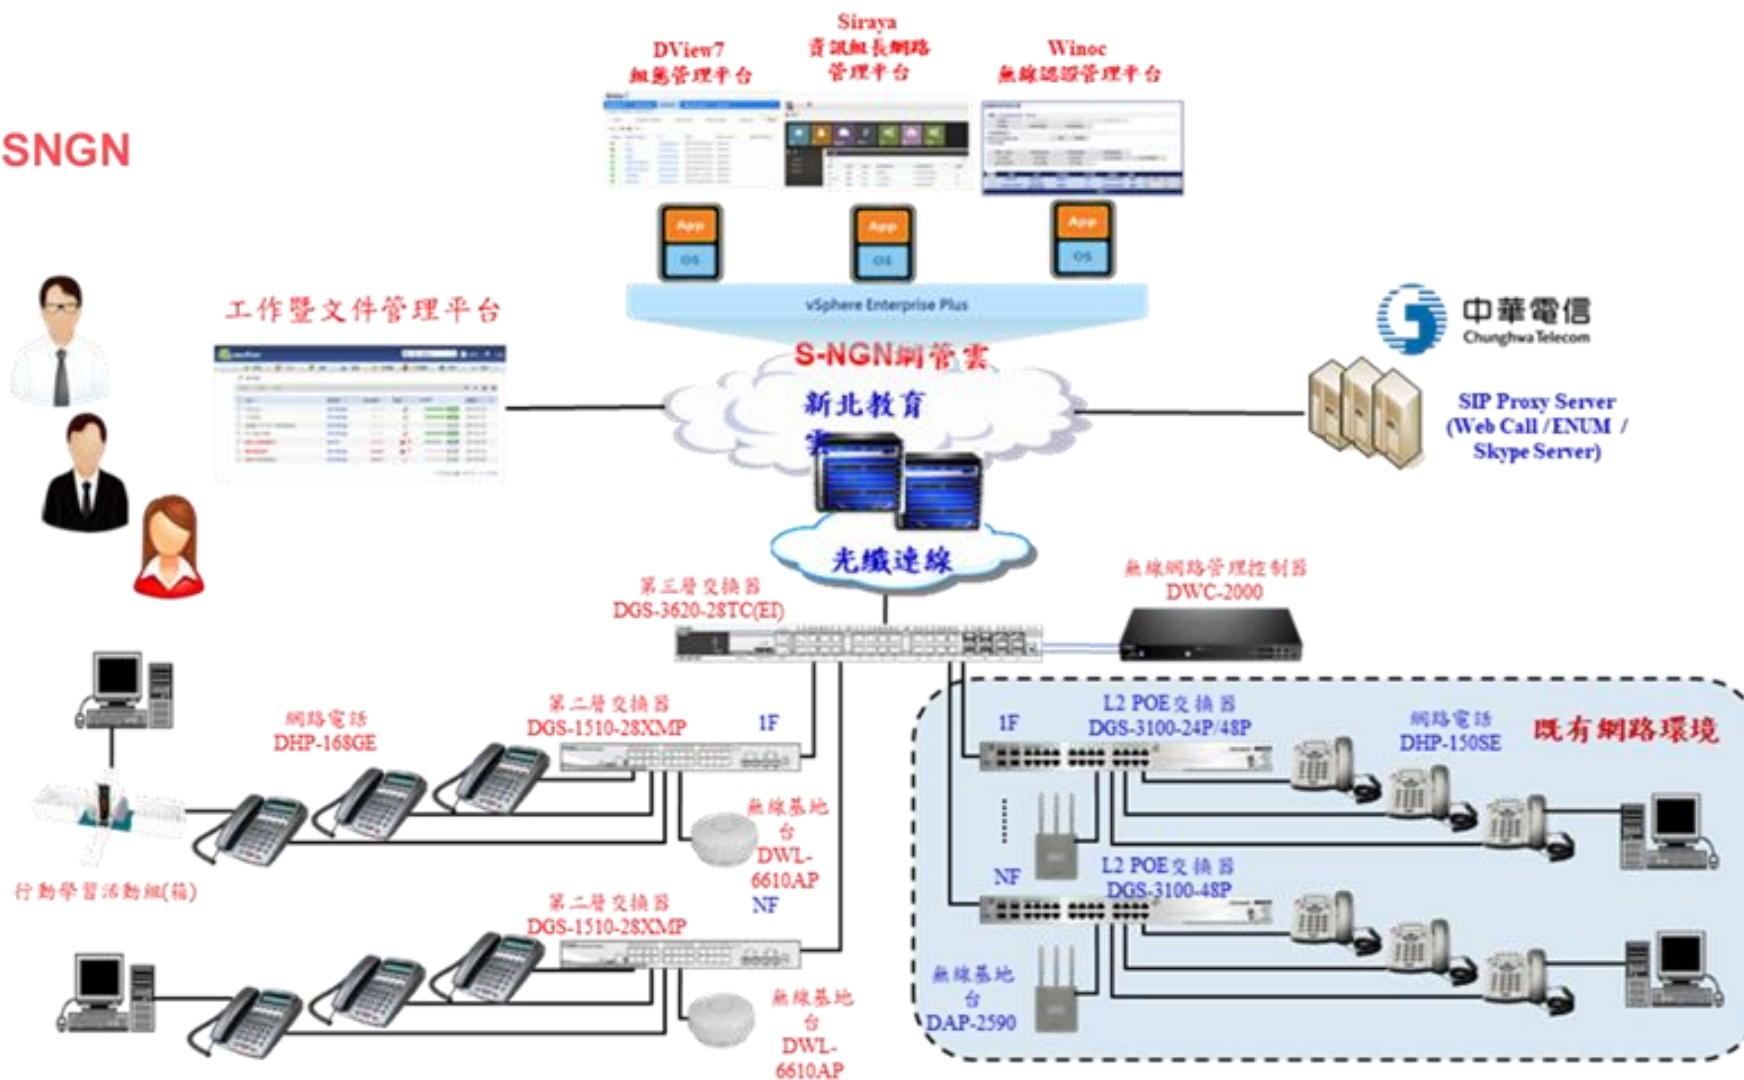 Siraya
資訊組長網路
管理平台
DView7
組態管理平台
Winoc
無線認證管理平台
SNGN
App
OS
App
OS
App
OS
vSphere Enterprise Plus
工作暨文件管理平台
S-NGN網管雲
新北教育
雲
中華電信
Chunghwa Telecom
SIP Proxy Server
(Web Call /ENUM /
Skype Server)
光纖連線
第三層交換器
DGS-3620-28TC(EI)
無線網路管理控制器
DWC-2000
網路電話
DHP-168GE
第二層交換器
DGS-1510-28XMP
1F
無線基地
台
DWL-
6610AP
NF
行動學習活動組(箱)
第二層交換器
DGS-1510-28XMP
無線基地
台
DWL-
6610AP
1F
L2 POE交換器
DGS-3100-24P/48P
網路電話
DHP-150SE
既有網路環境
NF
L2 POE交換器
DGS-3100-48P
無線基地
台
DAP-2590